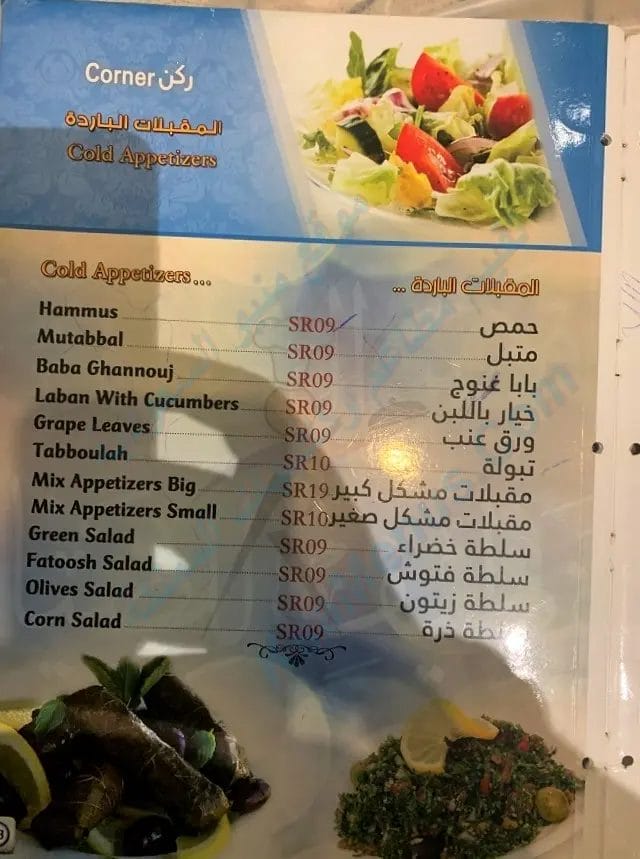 Corner ركن
المقبلات الباردة
Cold Appetizers
Cold Appetizers... المقبلات الباردة ...
Hammus SR09 حمص
Mutabbal SR09 متبل
Baba Ghannouj SR09 بابا غنوج
Laban With Cucumbers SR09 خيار باللبن
Grape Leaves SR09 ورق عنب
Tabboulah SR10 تبولة
Mix Appetizers Big SR19 مقبلات مشكل كبير
Mix Appetizers Small SR10 مقبلات مشكل صغير
Green Salad SR09 سلطة خضراء
Fatoosh Salad SR09 سلطة فتوش
Olives Salad SR09 سلطة زيتون
Corn Salad SR09 سلطة ذرة